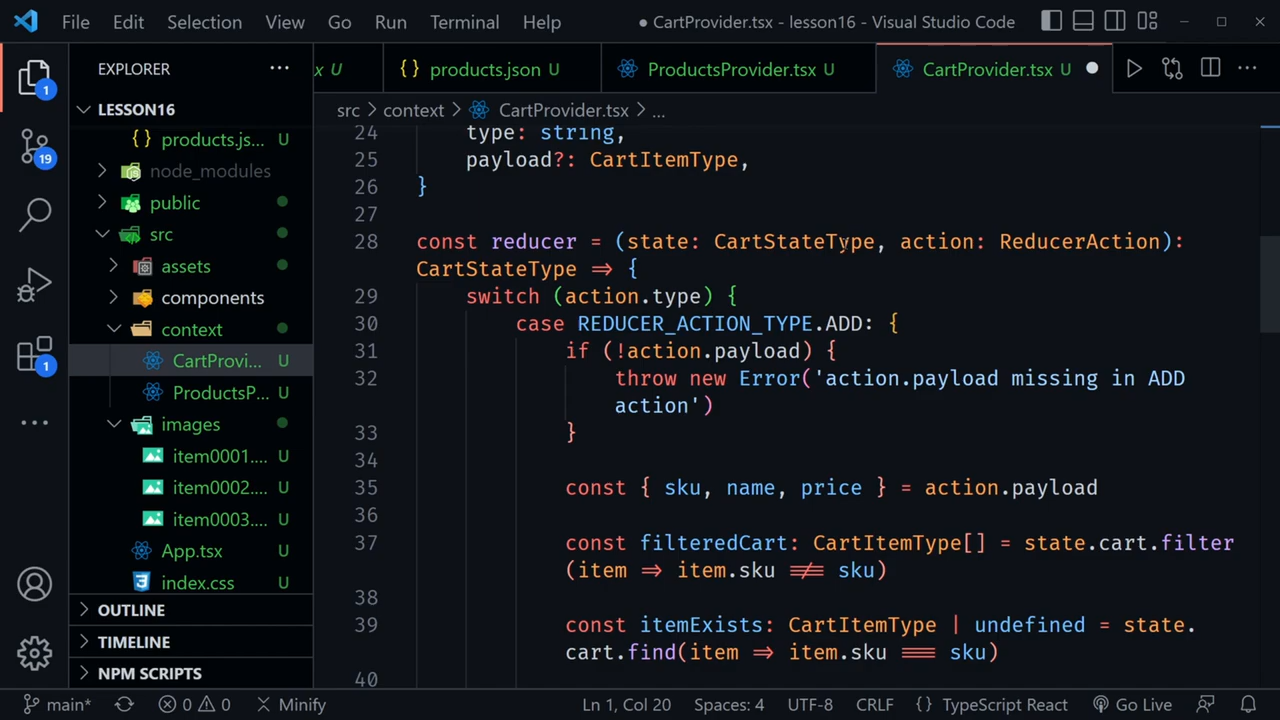 File Edit Selection View Go Run Terminal Help
● CartProvider.tsx - lesson16 - Visual Studio Code
EXPLORER ···
x U
{} products.json U
ProductsProvider.tsx U
CartProvider.tsx U ●
LESSON16
{} products.js... U
node_modules
public
src
assets
components
context
CartProvi... U
ProductsP... U
images
item0001.... U
item0002.... U
item0003.... U
App.tsx U
index.css U
OUTLINE
TIMELINE
NPM SCRIPTS
1
19
1
src > context > CartProvider.tsx > ...
24 type: string,
25 payload?: CartItemType,
26 }
27
28 const reducer = (state: CartStateType, action: ReducerAction):
CartStateType ⇒ {
29 switch (action.type) {
30 case REDUCER_ACTION_TYPE.ADD: {
31 if (!action.payload) {
32 throw new Error('action.payload missing in ADD
action')
33 }
34
35 const { sku, name, price } = action.payload
36
37 const filteredCart: CartItemType[] = state.cart.filter
(item ⇒ item.sku !== sku)
38
39 const itemExists: CartItemType | undefined = state.
cart.find(item ⇒ item.sku === sku)
40
main* 0 0 Minify Ln 1, Col 20 Spaces: 4 UTF-8 CRLF {} TypeScript React Go Live